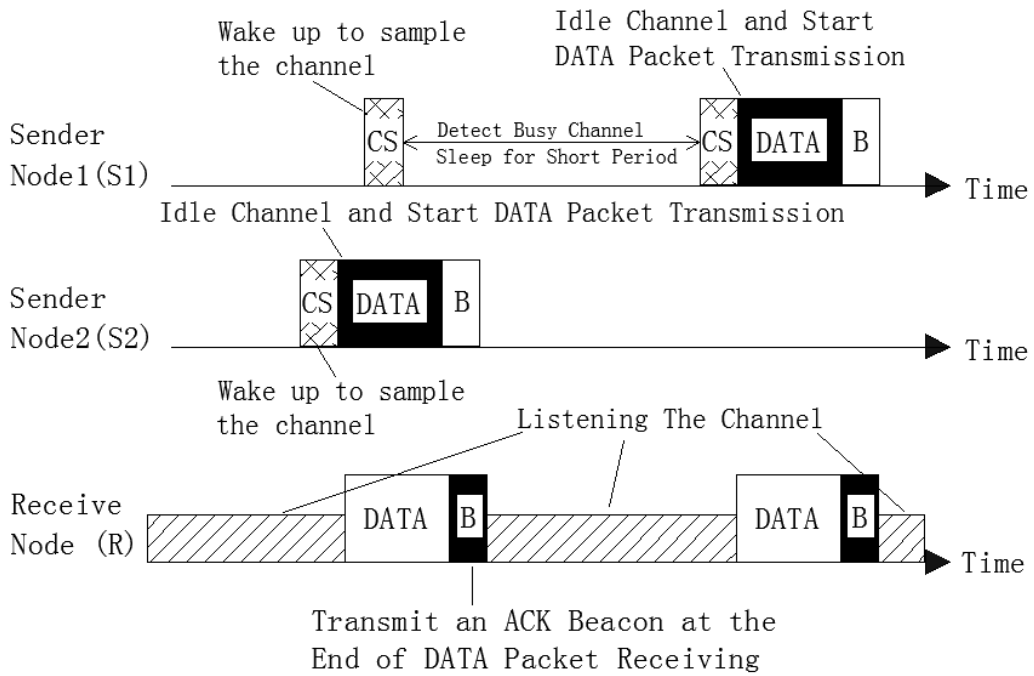 Wake up to sample
the channel
Idle Channel and Start
DATA Packet Transmission
Sender
Node1(S1)
CS
Detect Busy Channel
Sleep for Short Period
CS
DATA
B
Time
Idle Channel and Start DATA Packet Transmission
Sender
Node2(S2)
CS
DATA
B
Time
Wake up to sample
the channel
Listening The Channel
Receive
Node (R)
DATA
B
DATA
B
Time
Transmit an ACK Beacon at the
End of DATA Packet Receiving